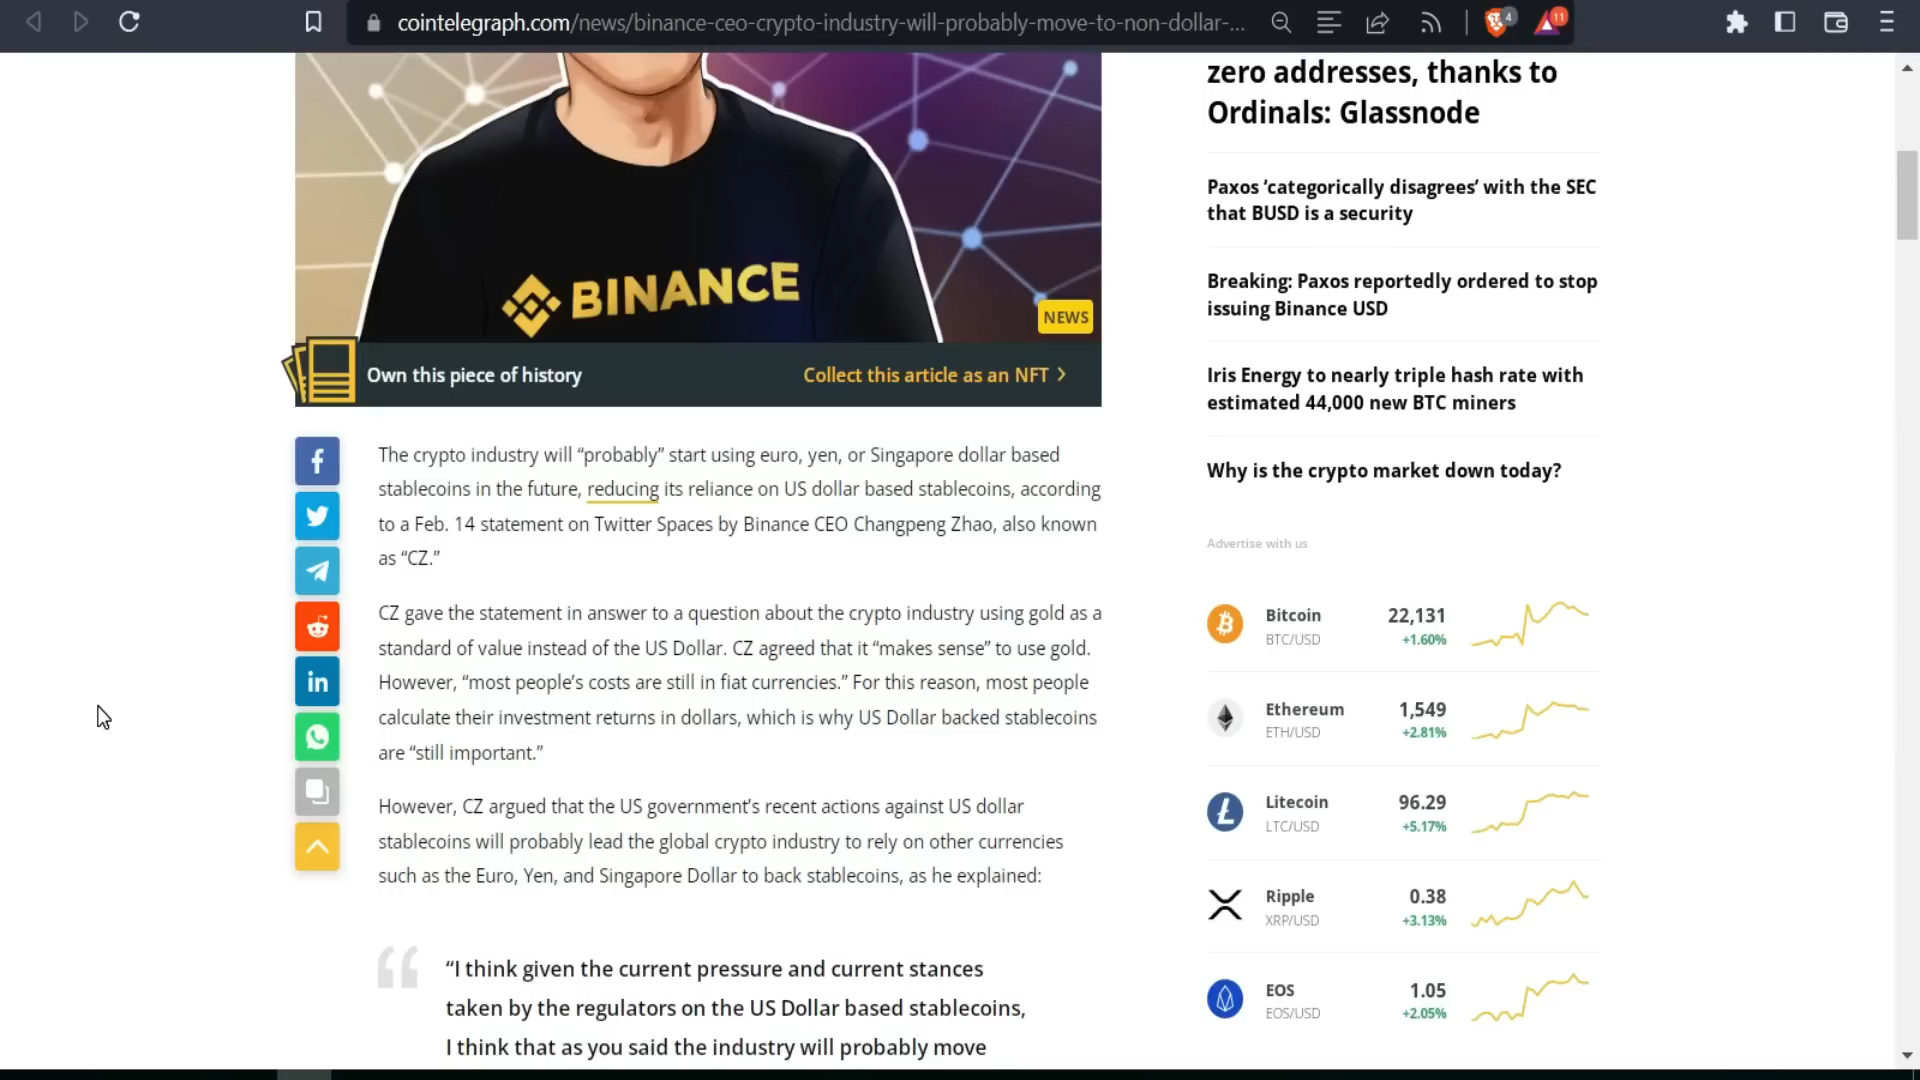 cointelegraph.com/news/binance-ceo-crypto-industry-will-probably-move-to-non-dollar-...
4
11
BINANCE
NEWS
Own this piece of history
Collect this article as an NFT
The crypto industry will “probably” start using euro, yen, or Singapore dollar based
stablecoins in the future, reducing its reliance on US dollar based stablecoins, according
to a Feb. 14 statement on Twitter Spaces by Binance CEO Changpeng Zhao, also known
as “CZ.”
CZ gave the statement in answer to a question about the crypto industry using gold as a
standard of value instead of the US Dollar. CZ agreed that it “makes sense” to use gold.
However, “most people’s costs are still in fiat currencies.” For this reason, most people
calculate their investment returns in dollars, which is why US Dollar backed stablecoins
are “still important.”
However, CZ argued that the US government’s recent actions against US dollar
stablecoins will probably lead the global crypto industry to rely on other currencies
such as the Euro, Yen, and Singapore Dollar to back stablecoins, as he explained:
“I think given the current pressure and current stances
taken by the regulators on the US Dollar based stablecoins,
I think that as you said the industry will probably move
zero addresses, thanks to
Ordinals: Glassnode
Paxos ‘categorically disagrees’ with the SEC
that BUSD is a security
Breaking: Paxos reportedly ordered to stop
issuing Binance USD
Iris Energy to nearly triple hash rate with
estimated 44,000 new BTC miners
Why is the crypto market down today?
Advertise with us
Bitcoin 22,131
BTC/USD +1.60%
Ethereum 1,549
ETH/USD +2.81%
Litecoin 96.29
LTC/USD +5.17%
Ripple 0.38
XRP/USD +3.13%
EOS 1.05
EOS/USD +2.05%